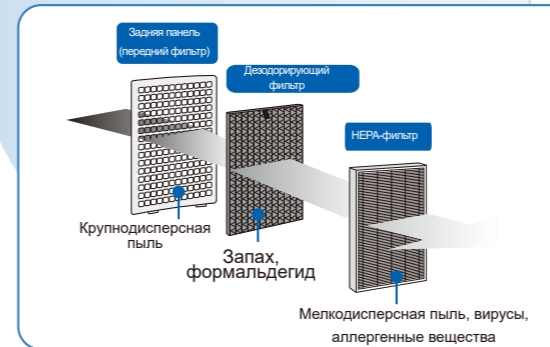 Задняя панель
(передний фильтр)
Дезодорирующий
фильтр
HEPA-фильтр
Крупнодисперсная
пыль
Запах,
формальдегид
Мелкодисперсная пыль, вирусы,
аллергенные вещества